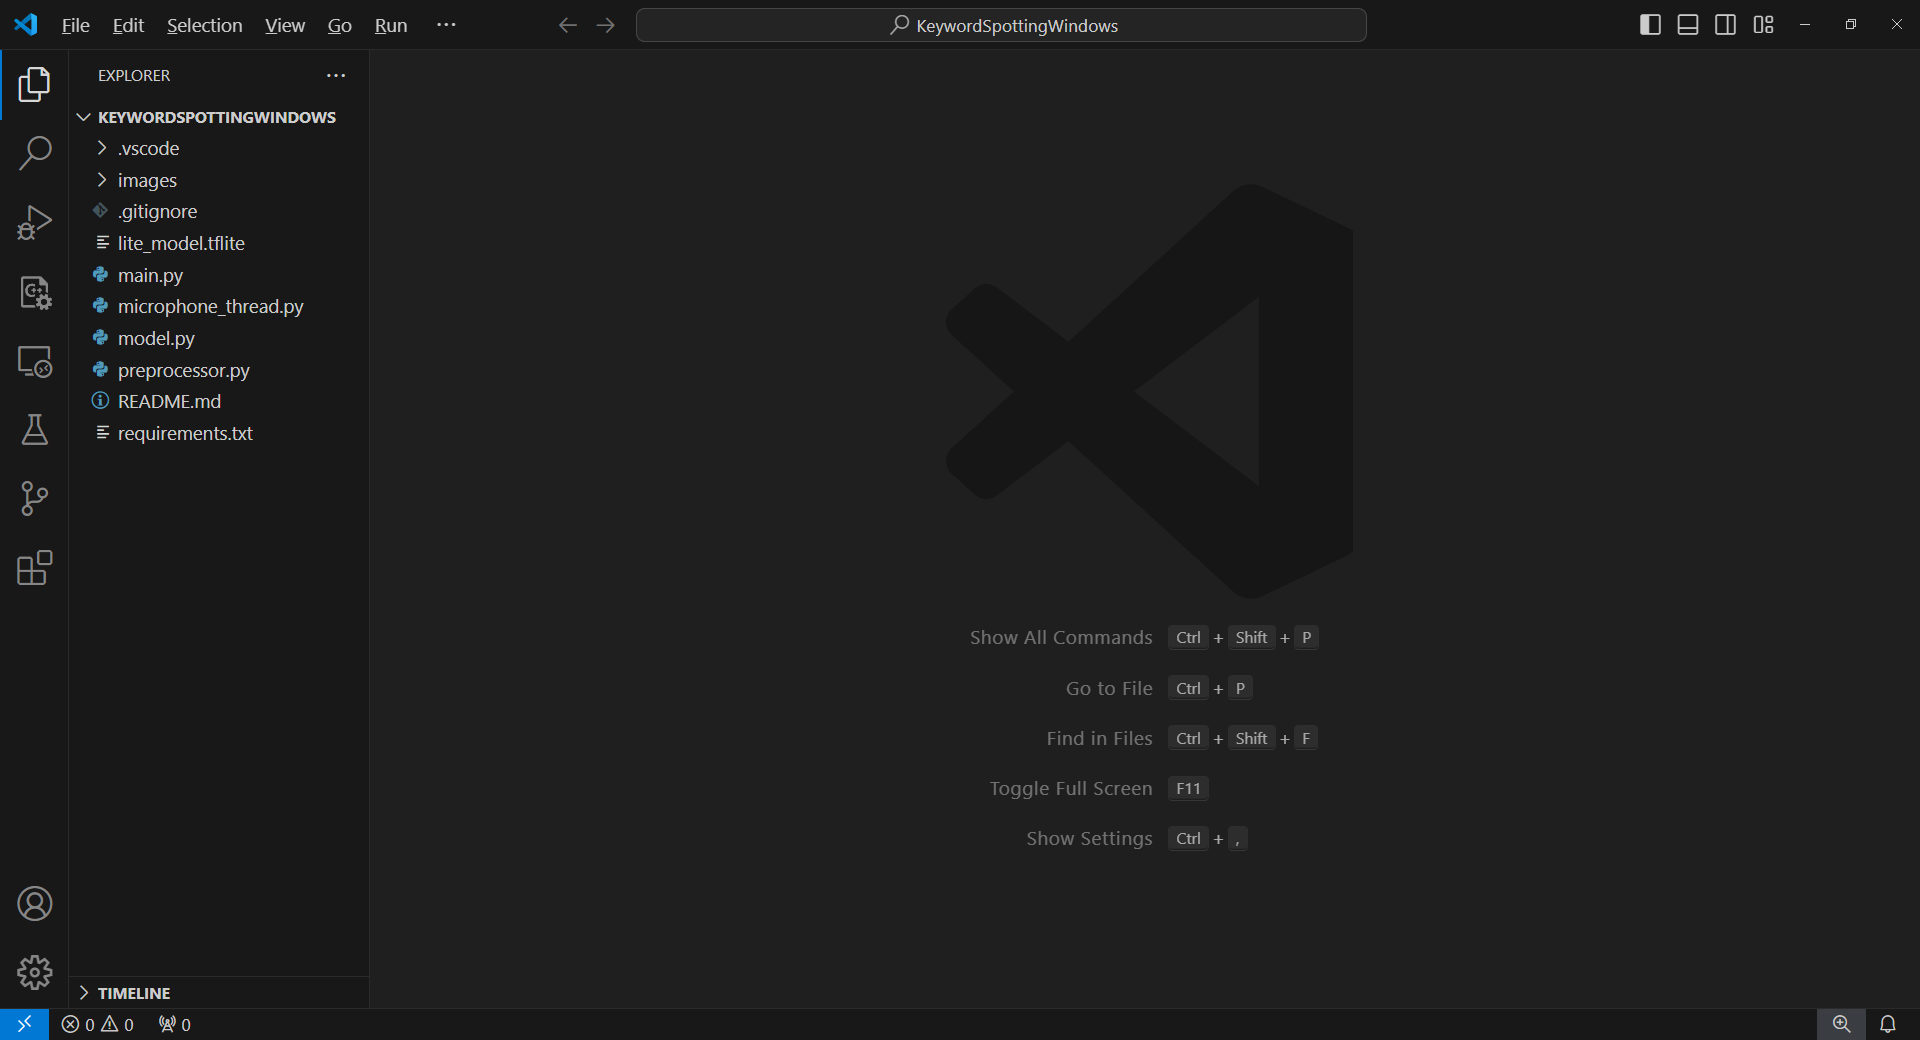 File Edit Selection View Go Run ···
KeywordSpottingWindows
EXPLORER
KEYWORDSPOTTINGWINDOWS
.vscode
images
.gitignore
lite_model.tflite
main.py
microphone_thread.py
model.py
preprocessor.py
README.md
requirements.txt
Show All Commands Ctrl + Shift + P
Go to File Ctrl + P
Find in Files Ctrl + Shift + F
Toggle Full Screen F11
Show Settings Ctrl + ,
TIMELINE
0 0 0